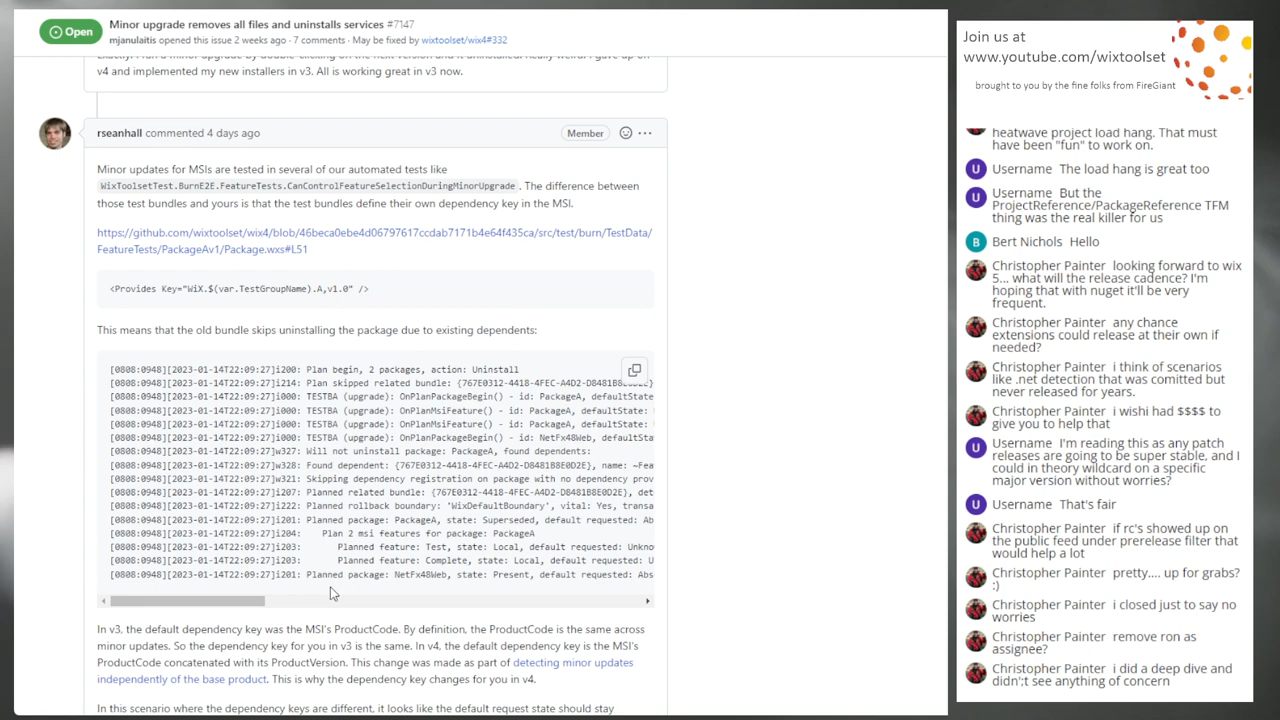 Open
Minor upgrade removes all files and uninstalls services #7147
mjanulaitis opened this issue 2 weeks ago · 7 comments · May be fixed by wixtoolset/wix4#332
v4 and implemented my new installers in v3. All is working great in v3 now.
rseanhall commented 4 days ago
Member
Minor updates for MSIs are tested in several of our automated tests like
WixToolsetTest.BurnE2E.FeatureTests.CanControlFeatureSelectionDuringMinorUpgrade . The difference between
those test bundles and yours is that the test bundles define their own dependency key in the MSI.
https://github.com/wixtoolset/wix4/blob/46beca0ebe4d06797617ccdab7171b4e64f435ca/src/test/burn/TestData/
FeatureTests/PackageAv1/Package.wxs#L51
<Provides Key="WiX.$(var.TestGroupName).A,v1.0" />
This means that the old bundle skips uninstalling the package due to existing dependents:
[0808:0948][2023-01-14T22:09:27]i200: Plan begin, 2 packages, action: Uninstall
[0808:0948][2023-01-14T22:09:27]i214: Plan skipped related bundle: {767E0312-4418-4FEC-A4D2-D8481B8E0D2E}
[0808:0948][2023-01-14T22:09:27]i000: TESTBA (upgrade): OnPlanPackageBegin() - id: PackageA, defaultState
[0808:0948][2023-01-14T22:09:27]i000: TESTBA (upgrade): OnPlanMsiFeature() - id: PackageA, defaultState:
[0808:0948][2023-01-14T22:09:27]i000: TESTBA (upgrade): OnPlanMsiFeature() - id: PackageA, defaultState:
[0808:0948][2023-01-14T22:09:27]i000: TESTBA (upgrade): OnPlanPackageBegin() - id: NetFx48Web, defaultSta
[0808:0948][2023-01-14T22:09:27]w327: Will not uninstall package: PackageA, found dependents:
[0808:0948][2023-01-14T22:09:27]w328: Found dependent: {767E0312-4418-4FEC-A4D2-D8481B8E0D2E}, name: ~Fea
[0808:0948][2023-01-14T22:09:27]w321: Skipping dependency registration on package with no dependency prov
[0808:0948][2023-01-14T22:09:27]i207: Planned related bundle: {767E0312-4418-4FEC-A4D2-D8481B8E0D2E}, det
[0808:0948][2023-01-14T22:09:27]i222: Planned rollback boundary: 'WixDefaultBoundary', vital: Yes, transa
[0808:0948][2023-01-14T22:09:27]i201: Planned package: PackageA, state: Superseded, default requested: Ab
[0808:0948][2023-01-14T22:09:27]i204: Plan 2 msi features for package: PackageA
[0808:0948][2023-01-14T22:09:27]i203: Planned feature: Test, state: Local, default requested: Unkno
[0808:0948][2023-01-14T22:09:27]i203: Planned feature: Complete, state: Local, default requested: U
[0808:0948][2023-01-14T22:09:27]i201: Planned package: NetFx48Web, state: Present, default requested: Abs
In v3, the default dependency key was the MSI's ProductCode. By definition, the ProductCode is the same across
minor updates. So the dependency key for you in v3 is the same. In v4, the default dependency key is the MSI's
ProductCode concatenated with its ProductVersion. This change was made as part of detecting minor updates
independently of the base product. This is why the dependency key changes for you in v4.
In this scenario where the dependency keys are different, it looks like the default request state should stay
Join us at
www.youtube.com/wixtoolset
brought to you by the fine folks from FireGiant
heatwave project load hang. That must
have been "fun" to work on.
Username The load hang is great too
Username But the
ProjectReference/PackageReference TFM
thing was the real killer for us
B Bert Nichols Hello
Christopher Painter looking forward to wix
5... what will the release cadence? I'm
hoping that with nuget it'll be very
frequent.
Christopher Painter any chance
extensions could release at their own if
needed?
Christopher Painter i think of scenarios
like .net detection that was comitted but
never released for years.
Christopher Painter i wishi had $$$$ to
give you to help that
Username I'm reading this as any patch
releases are going to be super stable, and I
could in theory wildcard on a specific
major version without worries?
Username That's fair
Christopher Painter if rc's showed up on
the public feed under prerelease filter that
would help a lot
Christopher Painter pretty.... up for grabs?
:)
Christopher Painter i closed just to say no
worries
Christopher Painter remove ron as
assignee?
Christopher Painter i did a deep dive and
didn';t see anything of concern